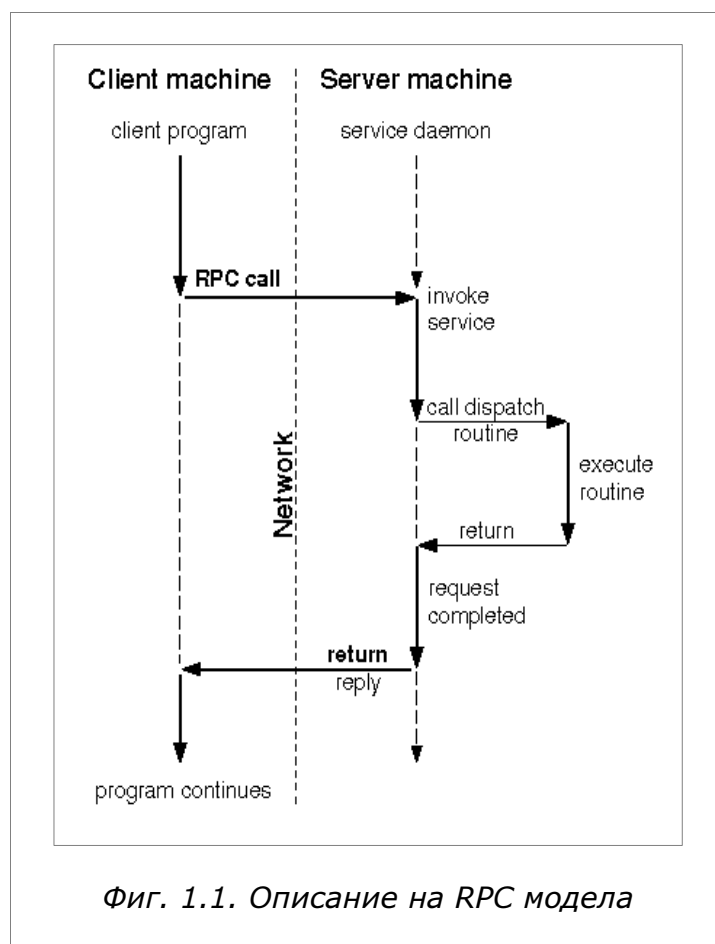 Client machine
Server machine
client program
service daemon
RPC call
invoke
service
call dispatch
routine
Network
execute
routine
return
request
completed
return
reply
program continues
Фиг. 1.1. Описание на RPC модела